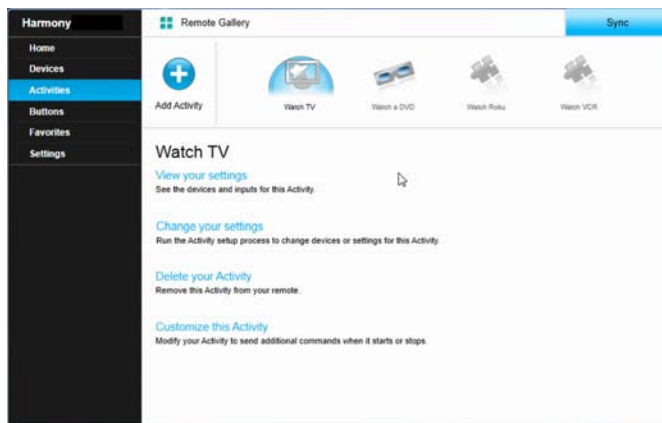 Harmony
Remote Gallery
Sync
Home
Devices
Activities
Buttons
Favorites
Settings
Add Activity
Watch TV
Watch a DVD
Watch Roku
Watch VCR
Watch TV
View your settings
See the devices and inputs for this Activity.
Change your settings
Run the Activity setup process to change devices or settings for this Activity.
Delete your Activity
Remove this Activity from your remote.
Customize this Activity
Modify your Activity to send additional commands when it starts or stops.